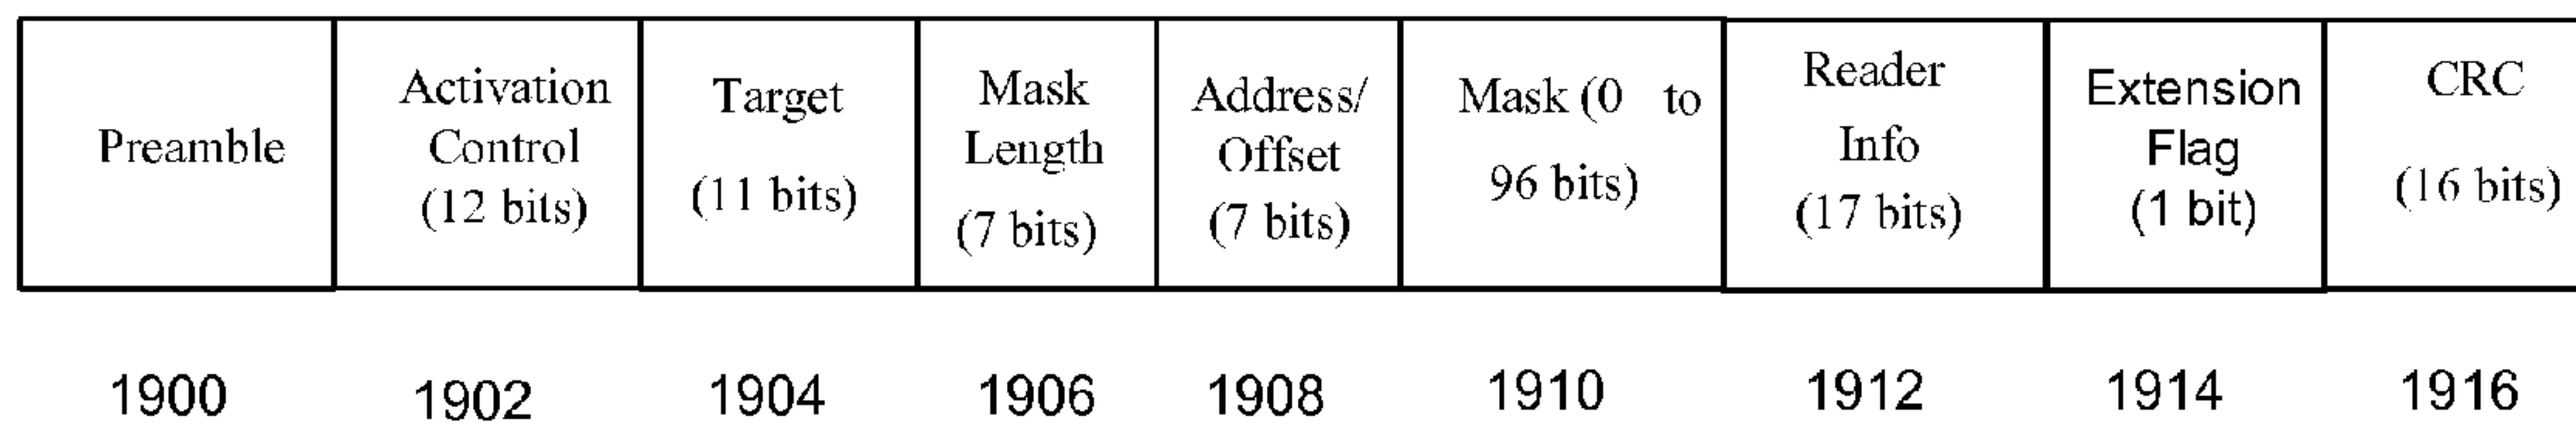 Preamble
Activation
Control
(12 bits)
Target
(11 bits)
Mask
Length
(7 bits)
Address/
Offset
(7 bits)
Mask (0 to
96 bits)
Reader
Info
(17 bits)
Extension
Flag
(1 bit)
CRC
(16 bits)
1900 1902 1904 1906 1908 1910 1912 1914 1916